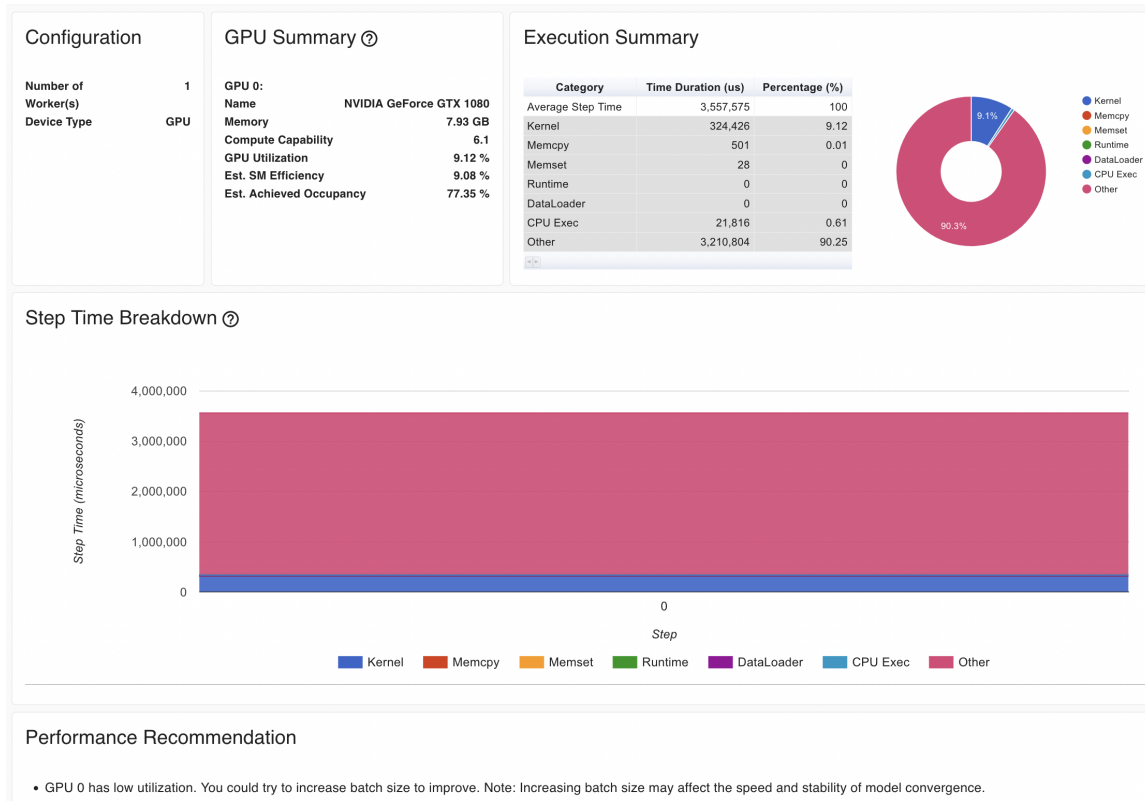 Configuration
Number of Worker(s) 1
Device Type GPU
GPU Summary ?
GPU 0:
Name NVIDIA GeForce GTX 1080
Memory 7.93 GB
Compute Capability 6.1
GPU Utilization 9.12 %
Est. SM Efficiency 9.08 %
Est. Achieved Occupancy 77.35 %
Execution Summary
Category Time Duration (us) Percentage (%)
Average Step Time 3,557,575 100
Kernel 324,426 9.12
Memcpy 501 0.01
Memset 28 0
Runtime 0 0
DataLoader 0 0
CPU Exec 21,816 0.61
Other 3,210,804 90.25
9.1%
90.3%
Kernel
Memcpy
Memset
Runtime
DataLoader
CPU Exec
Other
Step Time Breakdown ?
Step Time (microseconds)
4,000,000
3,000,000
2,000,000
1,000,000
0
0
Step
Kernel Memcpy Memset Runtime DataLoader CPU Exec Other
Performance Recommendation
• GPU 0 has low utilization. You could try to increase batch size to improve. Note: Increasing batch size may affect the speed and stability of model convergence.